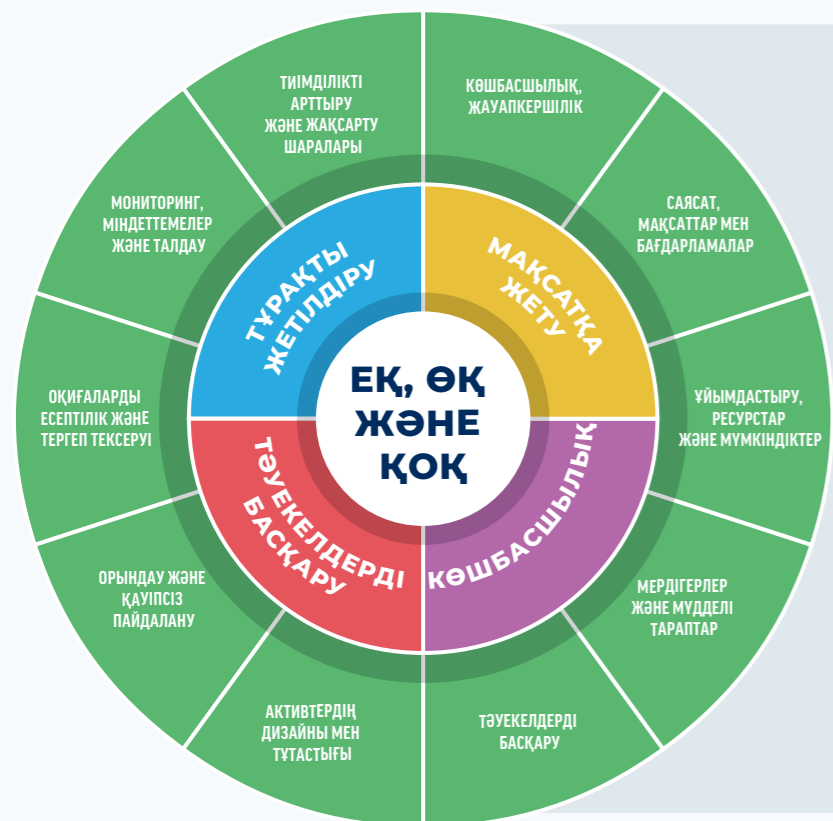 ТИІМДІЛІКТІ
АРТТЫРУ
ЖӘНЕ ЖАҚСАРТУ
ШАРАЛАРЫ
КӨШБАСШЫЛЫҚ,
ЖАУАПКЕРШІЛІК
САЯСАТ,
МАҚСАТТАР МЕН
БАҒДАРЛАМАЛАР
ҰЙЫМДАСТЫРУ,
РЕСУРСТАР
ЖӘНЕ МҮМКІНДІКТЕР
МЕРДІГЕРЛЕР
ЖӘНЕ МҮДДЕЛІ
ТАРАПТАР
ТӘУЕКЕЛДЕРДІ
БАСҚАРУ
АКТИВТЕРДІҢ
ДИЗАЙНЫ МЕН
ТҰТАСТЫҒЫ
ОРЫНДАУ ЖӘНЕ
ҚАУІПСІЗ
ПАЙДАЛАНУ
ОҚИҒАЛАРДЫ
ЕСЕПТІЛІК ЖӘНЕ
ТЕРГЕП ТЕКСЕРУІ
МОНИТОРИНГ,
МІНДЕТТЕМЕЛЕР
ЖӘНЕ ТАЛДАУ
ТҰРАҚТЫ
ЖЕТІЛДІРУ
МАҚСАТҚА
ЖЕТУ
КӨШБАСШЫЛЫҚ
ТӘУЕКЕЛДЕРДІ
БАСҚАРУ
ЕҚ, ӨҚ
ЖӘНЕ
ҚОҚ